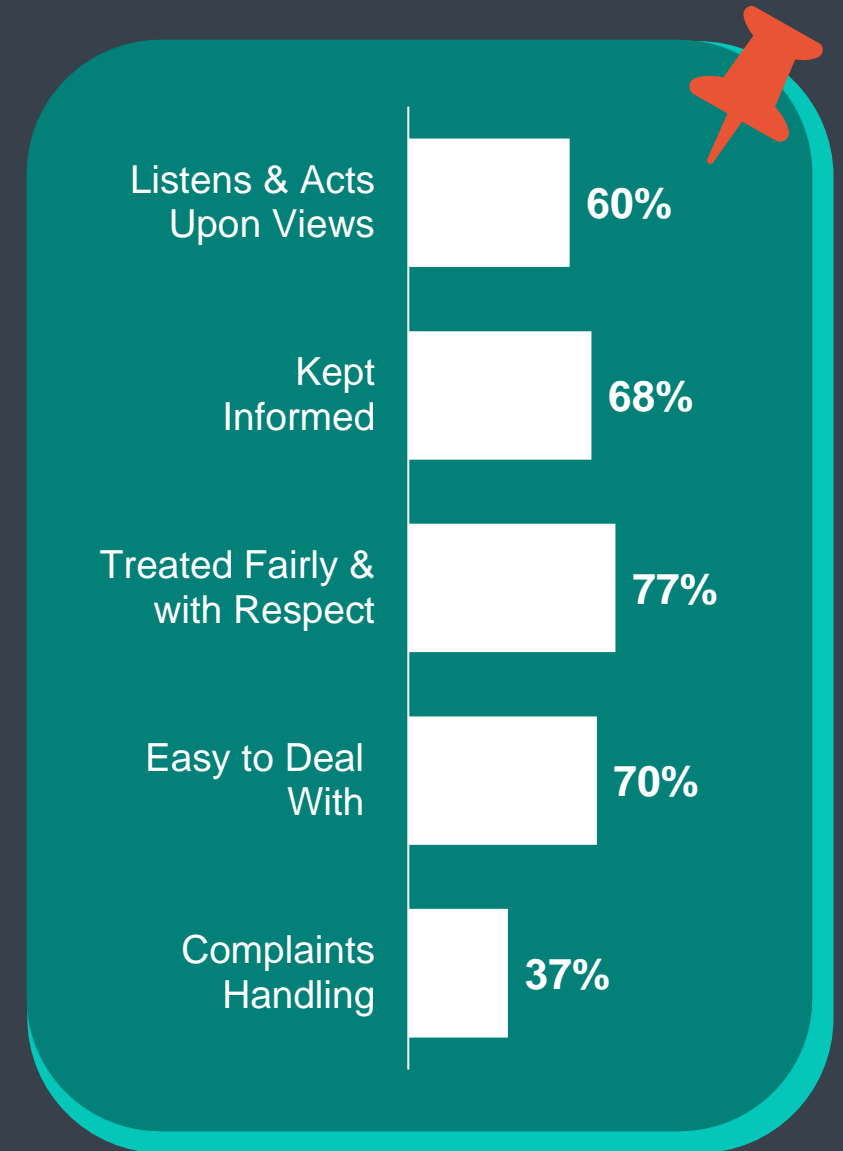 Listens & Acts
Upon Views
60%
Kept
Informed
68%
Treated Fairly &
with Respect
77%
Easy to Deal
With
70%
Complaints
Handling
37%